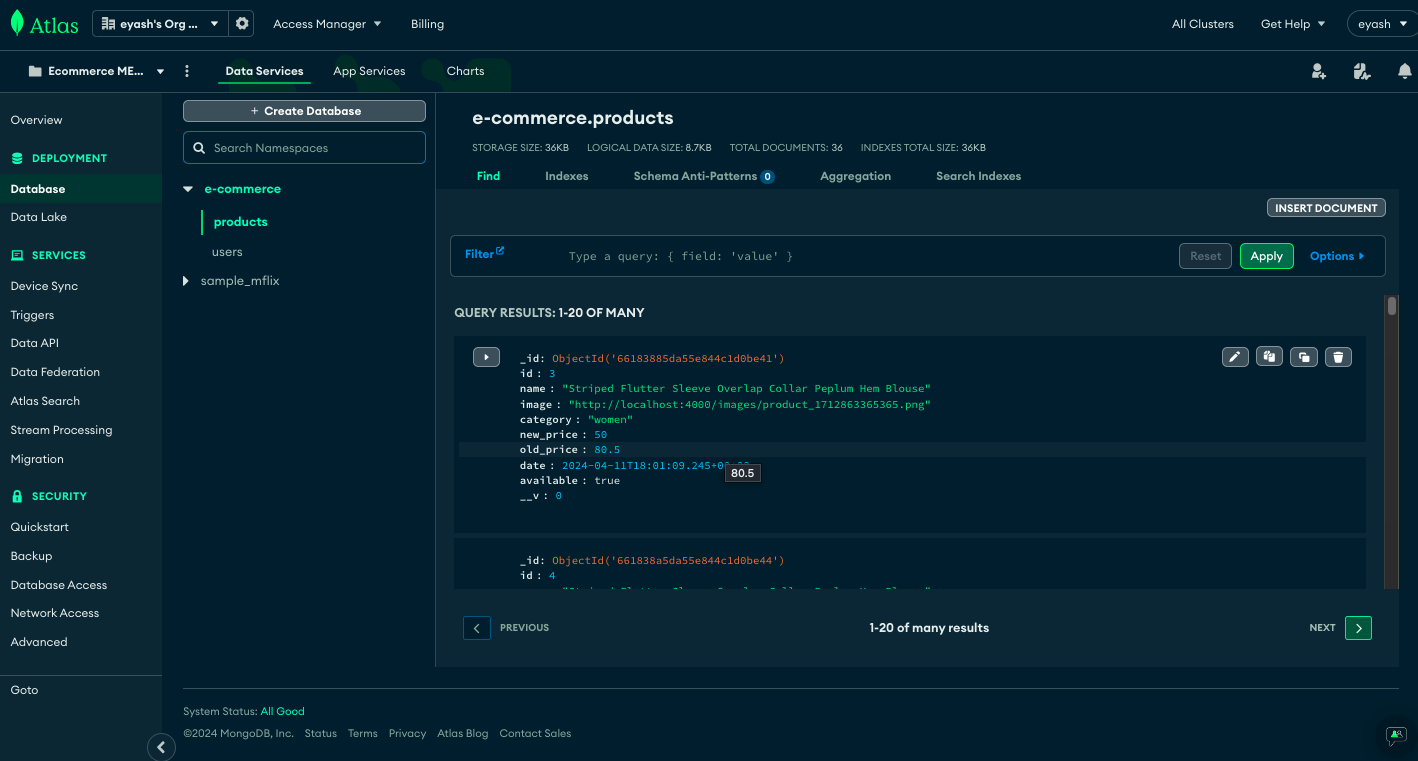 Atlas
eyash's Org ...
Access Manager
Billing
All Clusters
Get Help
eyash
Ecommerce ME...
Data Services
App Services
Charts
Overview
DEPLOYMENT
Database
Data Lake
SERVICES
Device Sync
Triggers
Data API
Data Federation
Atlas Search
Stream Processing
Migration
SECURITY
Quickstart
Backup
Database Access
Network Access
Advanced
Goto
+ Create Database
Search Namespaces
e-commerce
products
users
sample_mflix
e-commerce.products
STORAGE SIZE: 36KB LOGICAL DATA SIZE: 8.7KB TOTAL DOCUMENTS: 36 INDEXES TOTAL SIZE: 36KB
Find Indexes Schema Anti-Patterns 0 Aggregation Search Indexes
INSERT DOCUMENT
Filter Type a query: { field: 'value' } Reset Apply Options
QUERY RESULTS: 1-20 OF MANY
_id: ObjectId('66183885da55e844c1d0be41')
id: 3
name: "Striped Flutter Sleeve Overlap Collar Peplum Hem Blouse"
image: "http://localhost:4000/images/product_1712863365365.png"
category: "women"
new_price: 50
old_price: 80.5
date: 2024-04-11T18:01:09.245+0
80.5
available: true
__v: 0
_id: ObjectId('661838a5da55e844c1d0be44')
id: 4
PREVIOUS 1-20 of many results NEXT
System Status: All Good
©2024 MongoDB, Inc. Status Terms Privacy Atlas Blog Contact Sales